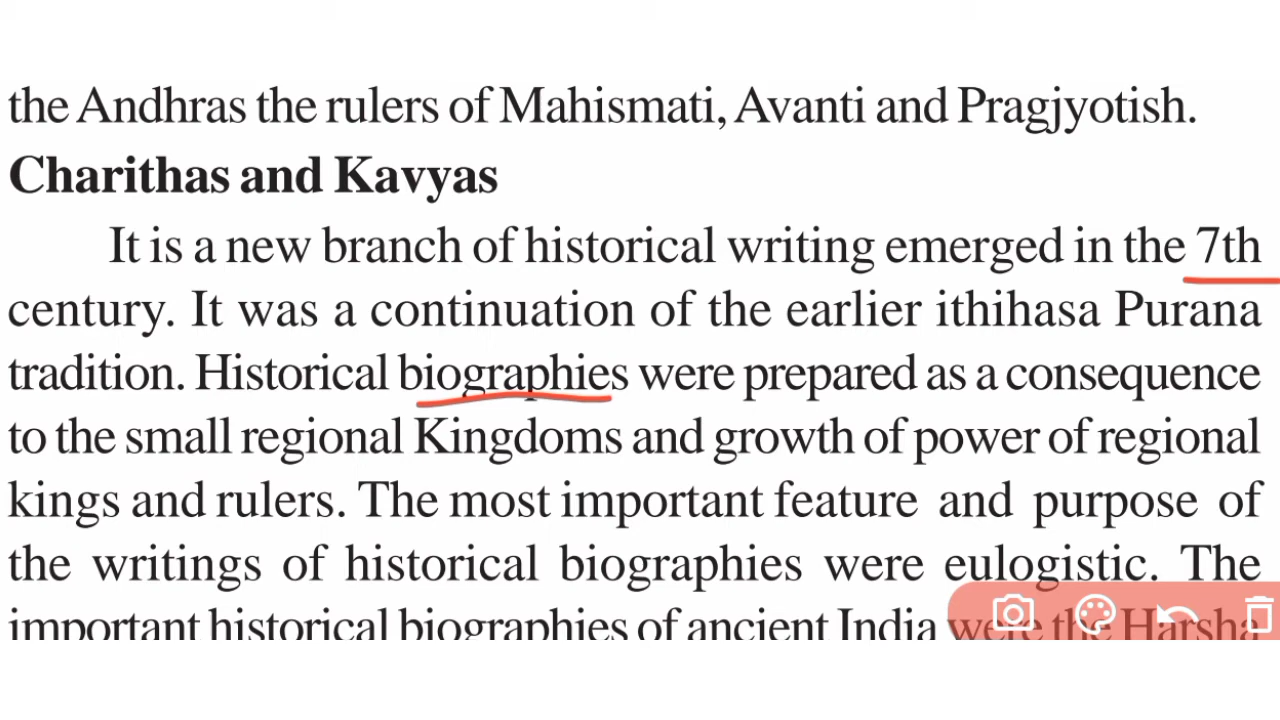 the Andhras the rulers of Mahismati, Avanti and Pragjyotish.
Charithas and Kavyas
It is a new branch of historical writing emerged in the 7th
century. It was a continuation of the earlier ithihasa Purana
tradition. Historical biographies were prepared as a consequence
to the small regional Kingdoms and growth of power of regional
kings and rulers. The most important feature and purpose of
the writings of historical biographies were eulogistic. The
important historical biographies of ancient India were the Harsha